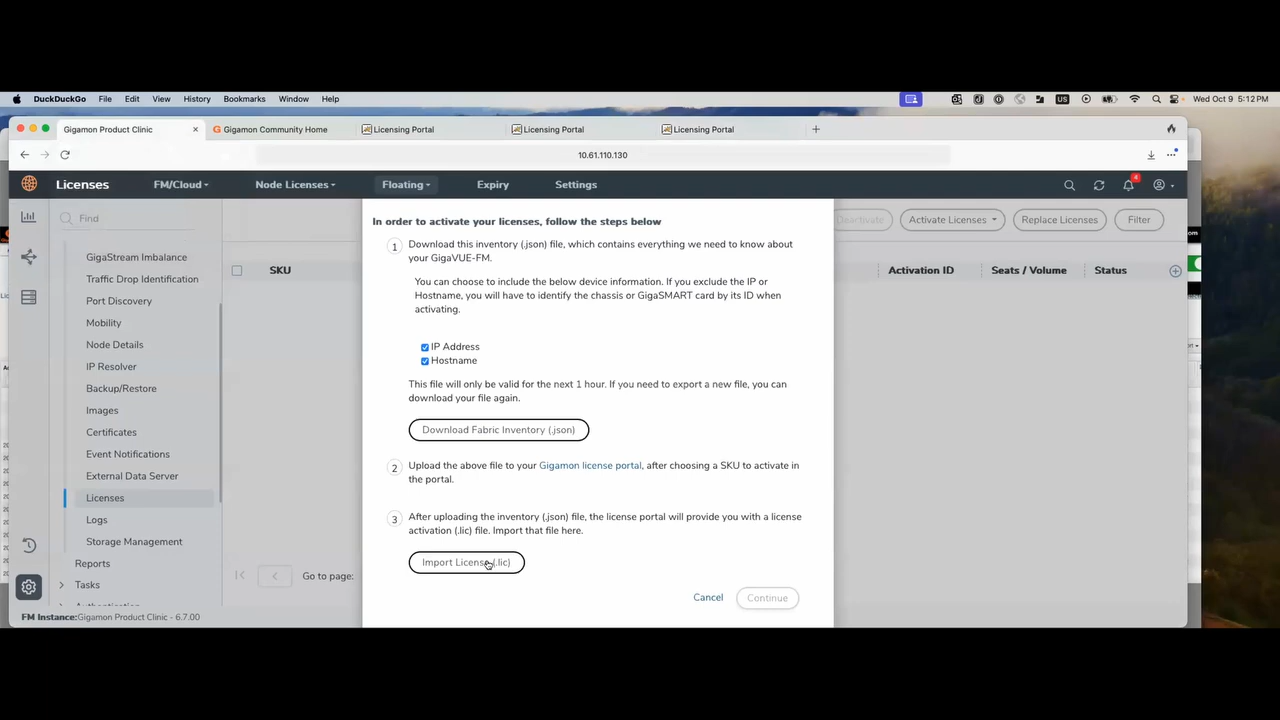 DuckDuckGo File Edit View History Bookmarks Window Help
US
Wed Oct 9 5:12 PM
Gigamon Product Clinic
Gigamon Community Home
Licensing Portal
Licensing Portal
Licensing Portal
10.61.110.130
Licenses
FM/Cloud
Node Licenses
Floating
Expiry
Settings
4
Find
GigaStream Imbalance
Traffic Drop Identification
Port Discovery
Mobility
Node Details
IP Resolver
Backup/Restore
Images
Certificates
Event Notifications
External Data Server
Licenses
Logs
Storage Management
Reports
Tasks
FM Instance:Gigamon Product Clinic - 6.7.00
Deactivate
Activate Licenses
Replace Licenses
Filter
SKU
Activation ID
Seats / Volume
Status
Go to page:
In order to activate your licenses, follow the steps below
1
Download this inventory (.json) file, which contains everything we need to know about
your GigaVUE-FM.
You can choose to include the below device information. If you exclude the IP or
Hostname, you will have to identify the chassis or GigaSMART card by its ID when
activating.
IP Address
Hostname
This file will only be valid for the next 1 hour. If you need to export a new file, you can
download your file again.
Download Fabric Inventory (.json)
2
Upload the above file to your Gigamon license portal, after choosing a SKU to activate in
the portal.
3
After uploading the inventory (.json) file, the license portal will provide you with a license
activation (.lic) file. Import that file here.
Import License (.lic)
Cancel
Continue